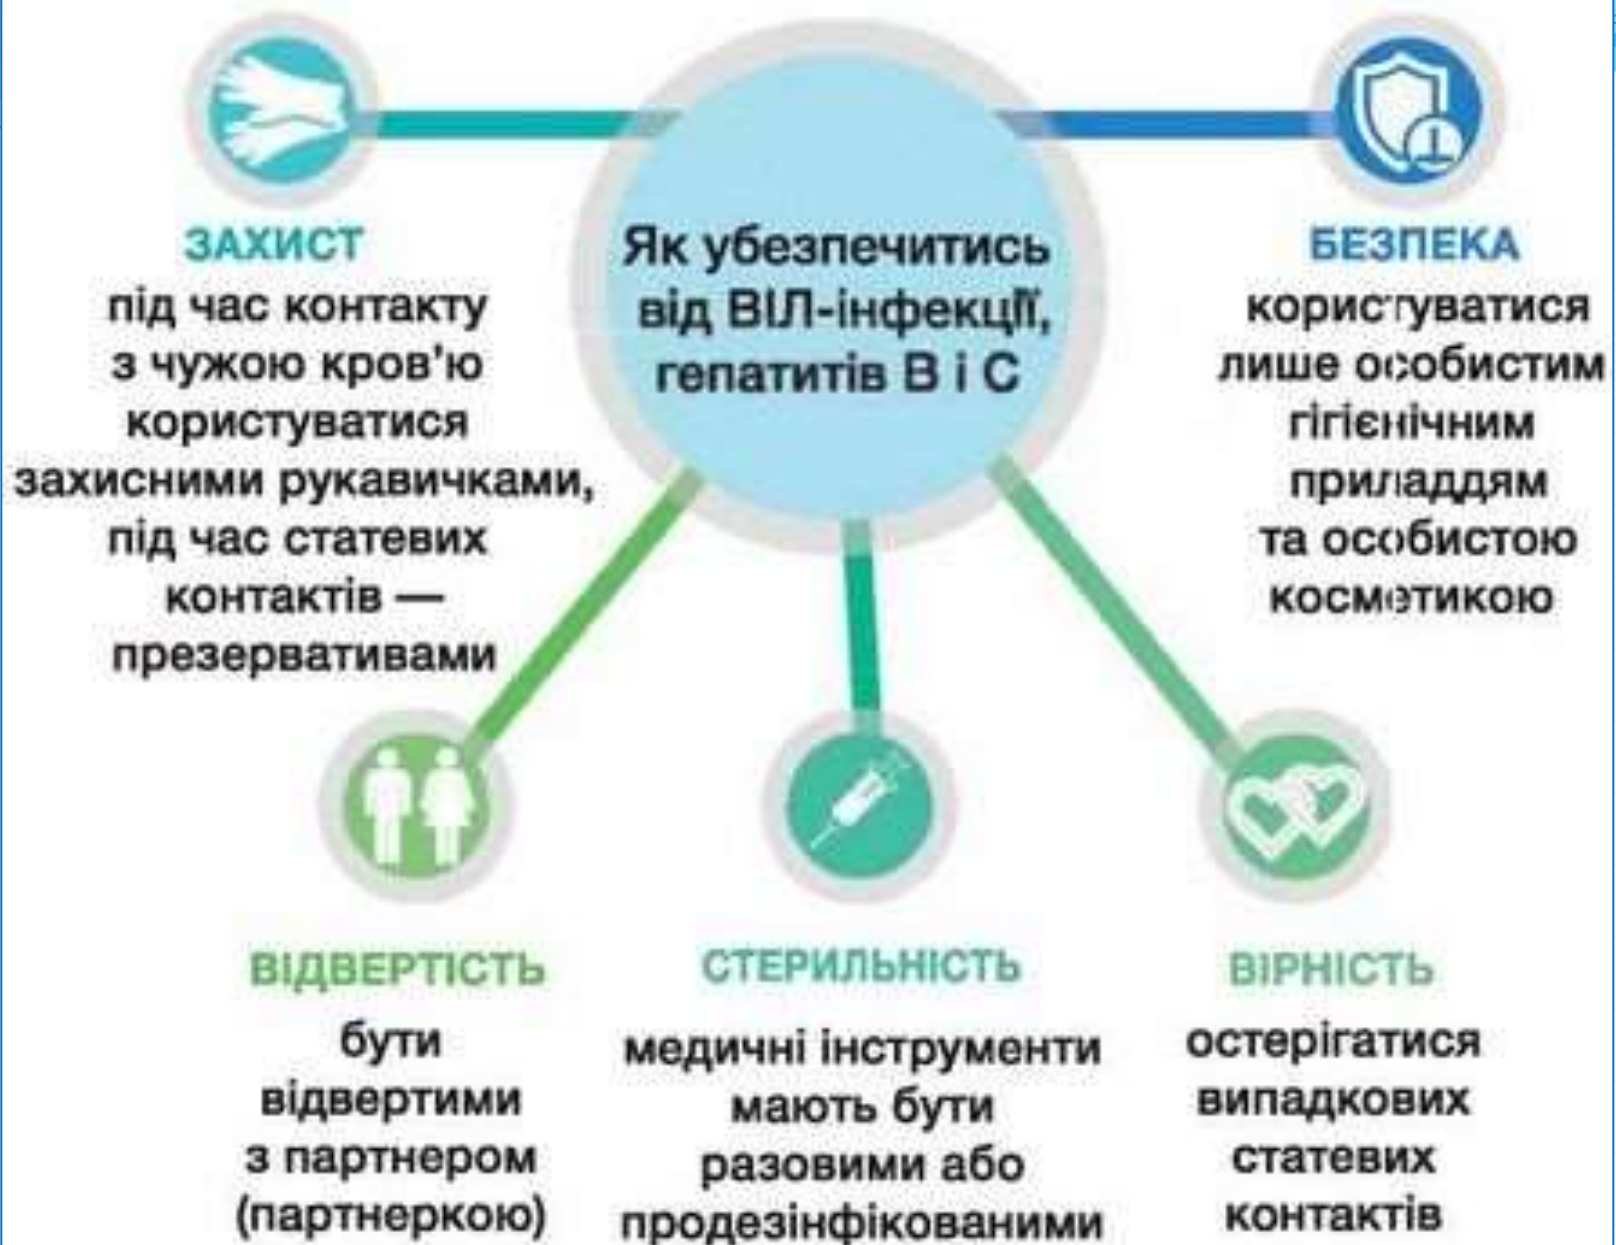 Як убезпечитись
від ВІЛ-інфекції,
гепатитів В і С
ЗАХИСТ
під час контакту
з чужою кров’ю
користуватися
захисними рукавичками,
під час статевих
контактів —
презервативами
БЕЗПЕКА
користуватися
лише особистим
гігієнічним
приладдям
та особистою
косметикою
ВІДВЕРТІСТЬ
бути
відвертими
з партнером
(партнеркою)
СТЕРИЛЬНІСТЬ
медичні інструменти
мають бути
разовими або
продезінфікованими
ВІРНІСТЬ
остерігатися
випадкових
статевих
контактів